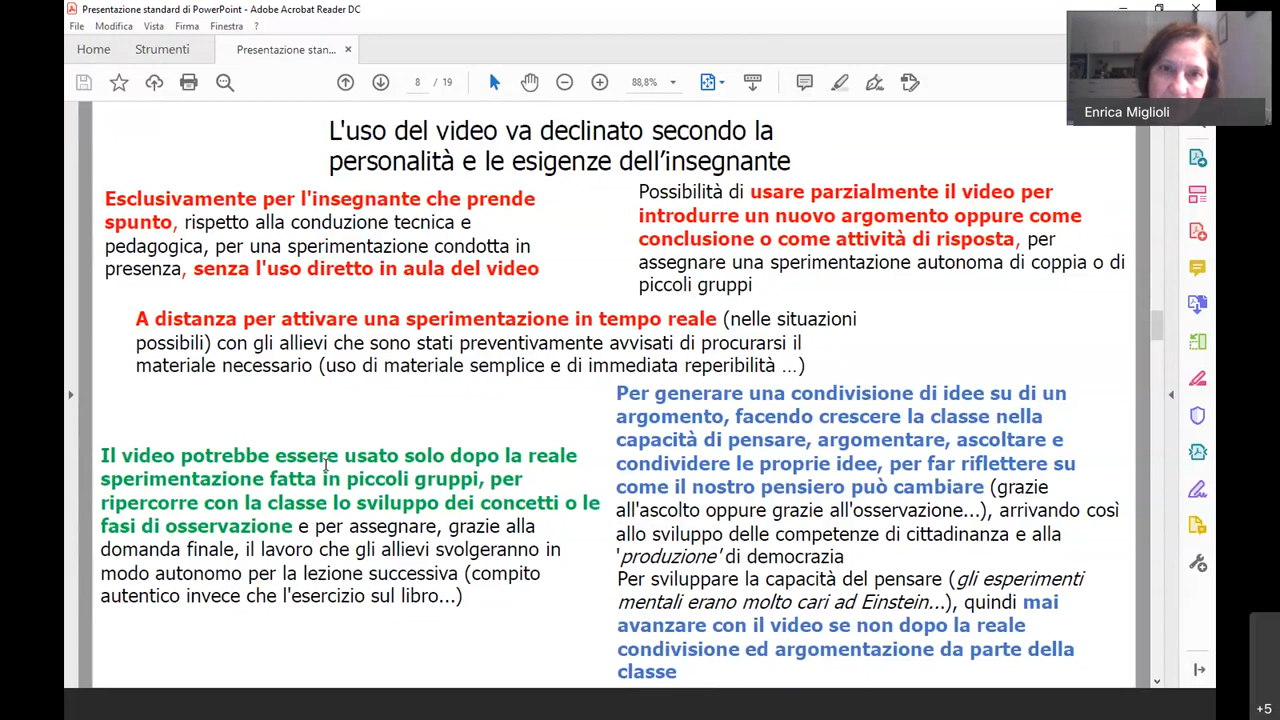 Presentazione standard di PowerPoint - Adobe Acrobat Reader DC
File Modifica Vista Firma Finestra ?
Home Strumenti Presentazione stan... ×
8 / 19 88,8%
Enrica Miglioli
L'uso del video va declinato secondo la
personalità e le esigenze dell’insegnante
Esclusivamente per l'insegnante che prende
spunto, rispetto alla conduzione tecnica e
pedagogica, per una sperimentazione condotta in
presenza, senza l'uso diretto in aula del video
Possibilità di usare parzialmente il video per
introdurre un nuovo argomento oppure come
conclusione o come attività di risposta, per
assegnare una sperimentazione autonoma di coppia o di
piccoli gruppi
A distanza per attivare una sperimentazione in tempo reale (nelle situazioni
possibili) con gli allievi che sono stati preventivamente avvisati di procurarsi il
materiale necessario (uso di materiale semplice e di immediata reperibilità ...)
Il video potrebbe essere usato solo dopo la reale
sperimentazione fatta in piccoli gruppi, per
ripercorre con la classe lo sviluppo dei concetti o le
fasi di osservazione e per assegnare, grazie alla
domanda finale, il lavoro che gli allievi svolgeranno in
modo autonomo per la lezione successiva (compito
autentico invece che l'esercizio sul libro...)
Per generare una condivisione di idee su di un
argomento, facendo crescere la classe nella
capacità di pensare, argomentare, ascoltare e
condividere le proprie idee, per far riflettere su
come il nostro pensiero può cambiare (grazie
all'ascolto oppure grazie all'osservazione...), arrivando così
allo sviluppo delle competenze di cittadinanza e alla
'produzione' di democrazia
Per sviluppare la capacità del pensare (gli esperimenti
mentali erano molto cari ad Einstein...), quindi mai
avanzare con il video se non dopo la reale
condivisione ed argomentazione da parte della
classe
+5